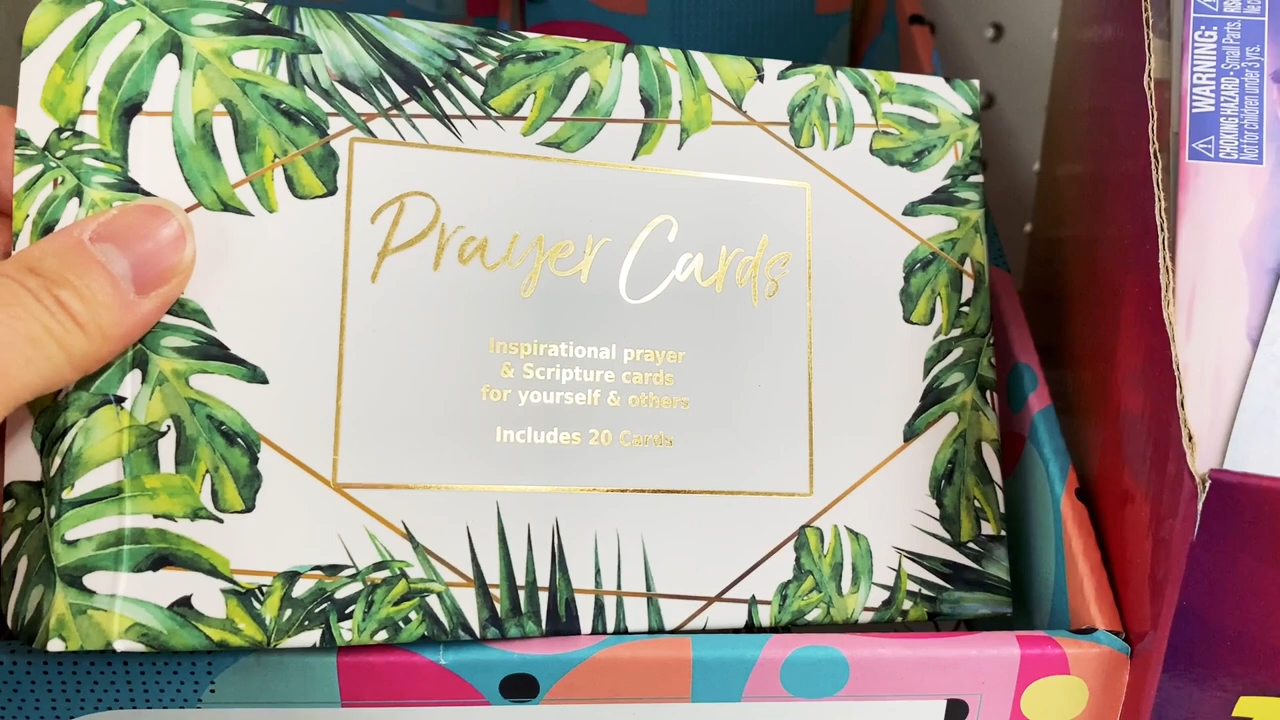 Prayer Cards
Inspirational prayer
& Scripture cards
for yourself & others
Includes 20 Cards
WARNING:
CHOKING HAZARD - Small Parts.
Not for children under 3 yrs.